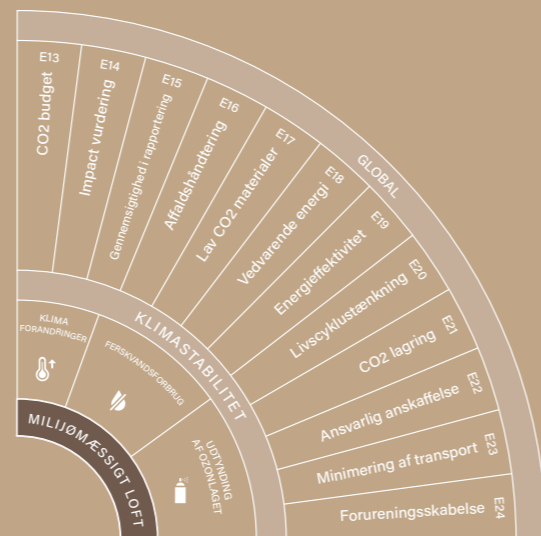 GLOBAL
E13
CO2 budget
E14
Impact vurdering
E15
Gennemsigtighed i rapportering
E16
Affaldshåndtering
E17
Lav CO2 materialer
E18
Vedvarende energi
E19
Energieffektivitet
E20
Livscyklustænkning
E21
CO2 lagring
E22
Ansvarlig anskaffelse
E23
Minimering af transport
E24
Forureningsskabelse
KLIMASTABILITET
KLIMA
FORANDRINGER
FERSKVANDSFORBRUG
UDTYNDING
AF OZONLAGET
MILIJØMÆSSIGT LOFT